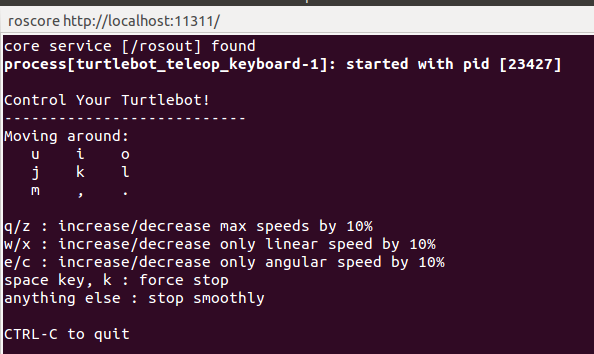 roscore http://localhost:11311/
core service [/rosout] found
process[turtlebot_teleop_keyboard-1]: started with pid [23427]
Control Your Turtlebot!
---------------------------
Moving around:
   u    i    o
   j    k    l
   m    ,    .
q/z : increase/decrease max speeds by 10%
w/x : increase/decrease only linear speed by 10%
e/c : increase/decrease only angular speed by 10%
space key, k : force stop
anything else : stop smoothly
CTRL-C to quit